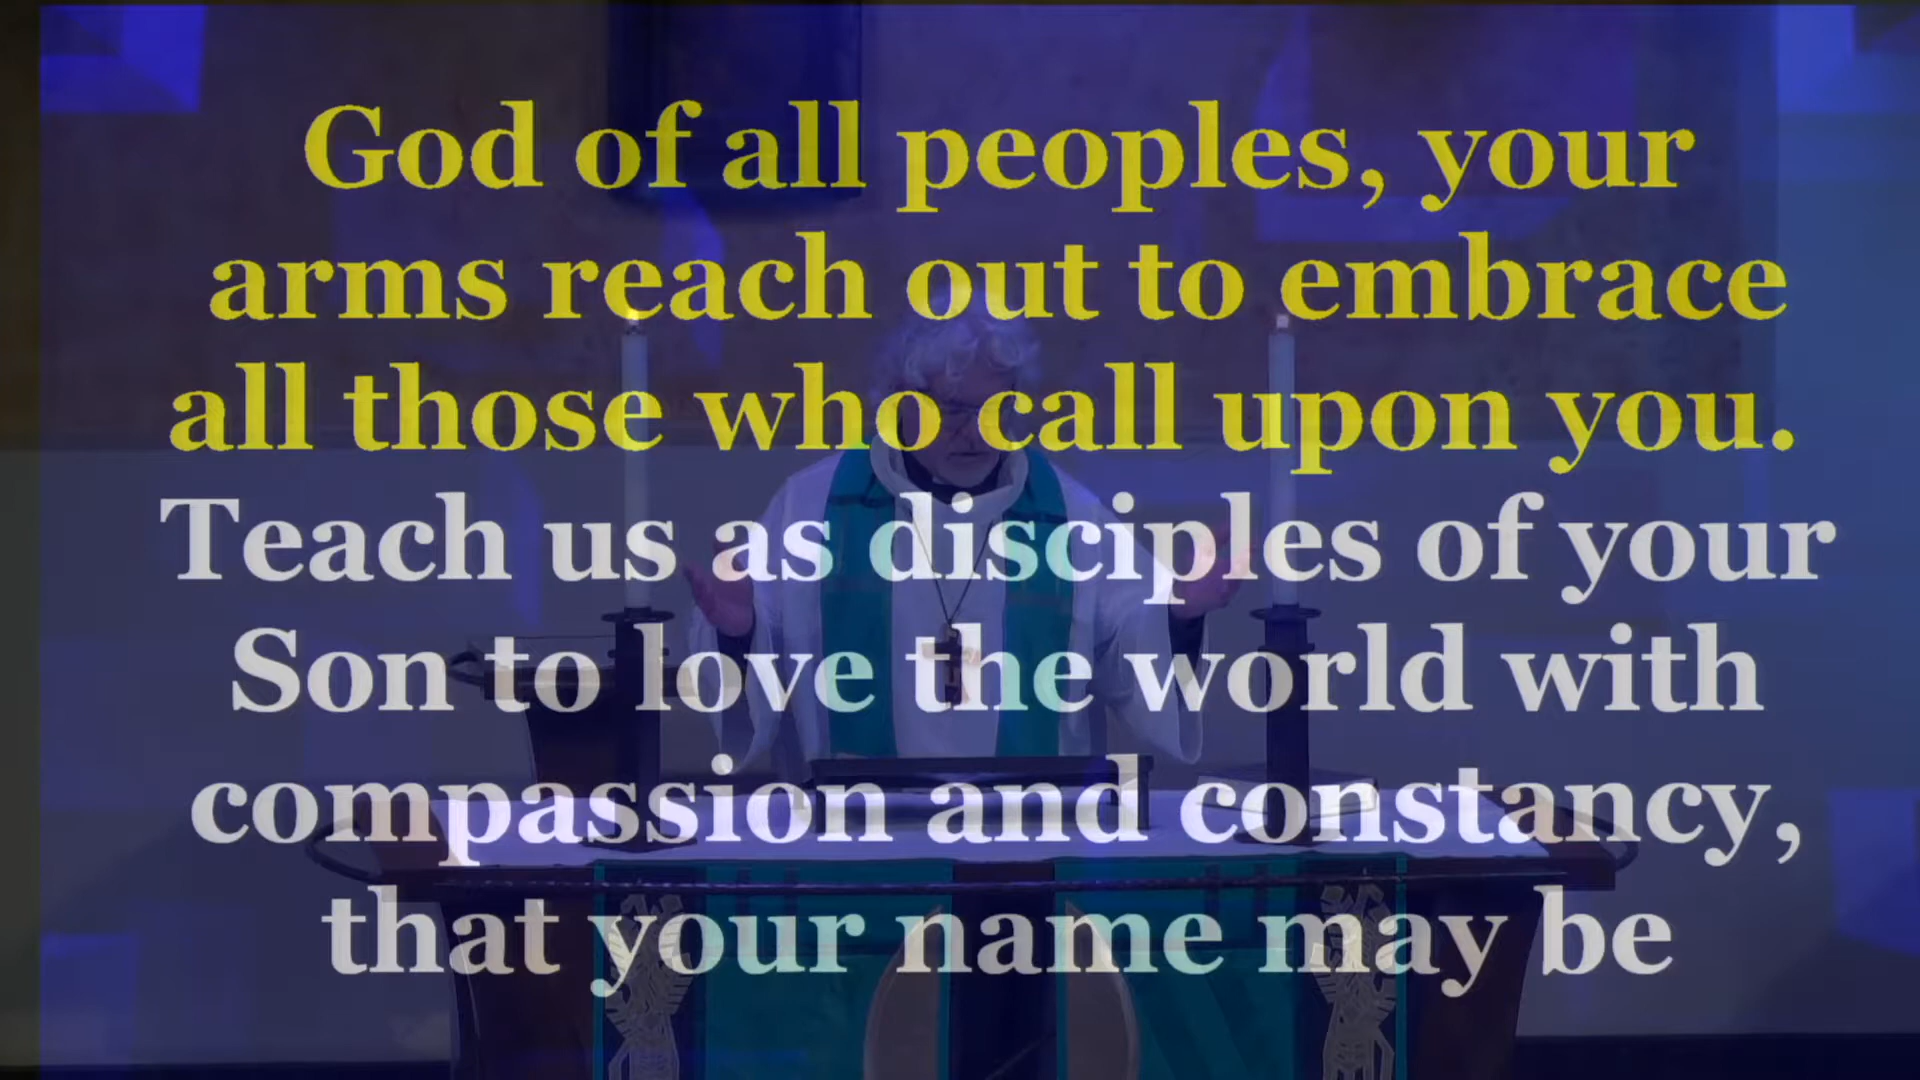 God of all peoples, your
arms reach out to embrace
all those who call upon you.
Teach us as disciples of your
Son to love the world with
compassion and constancy,
that your name may be